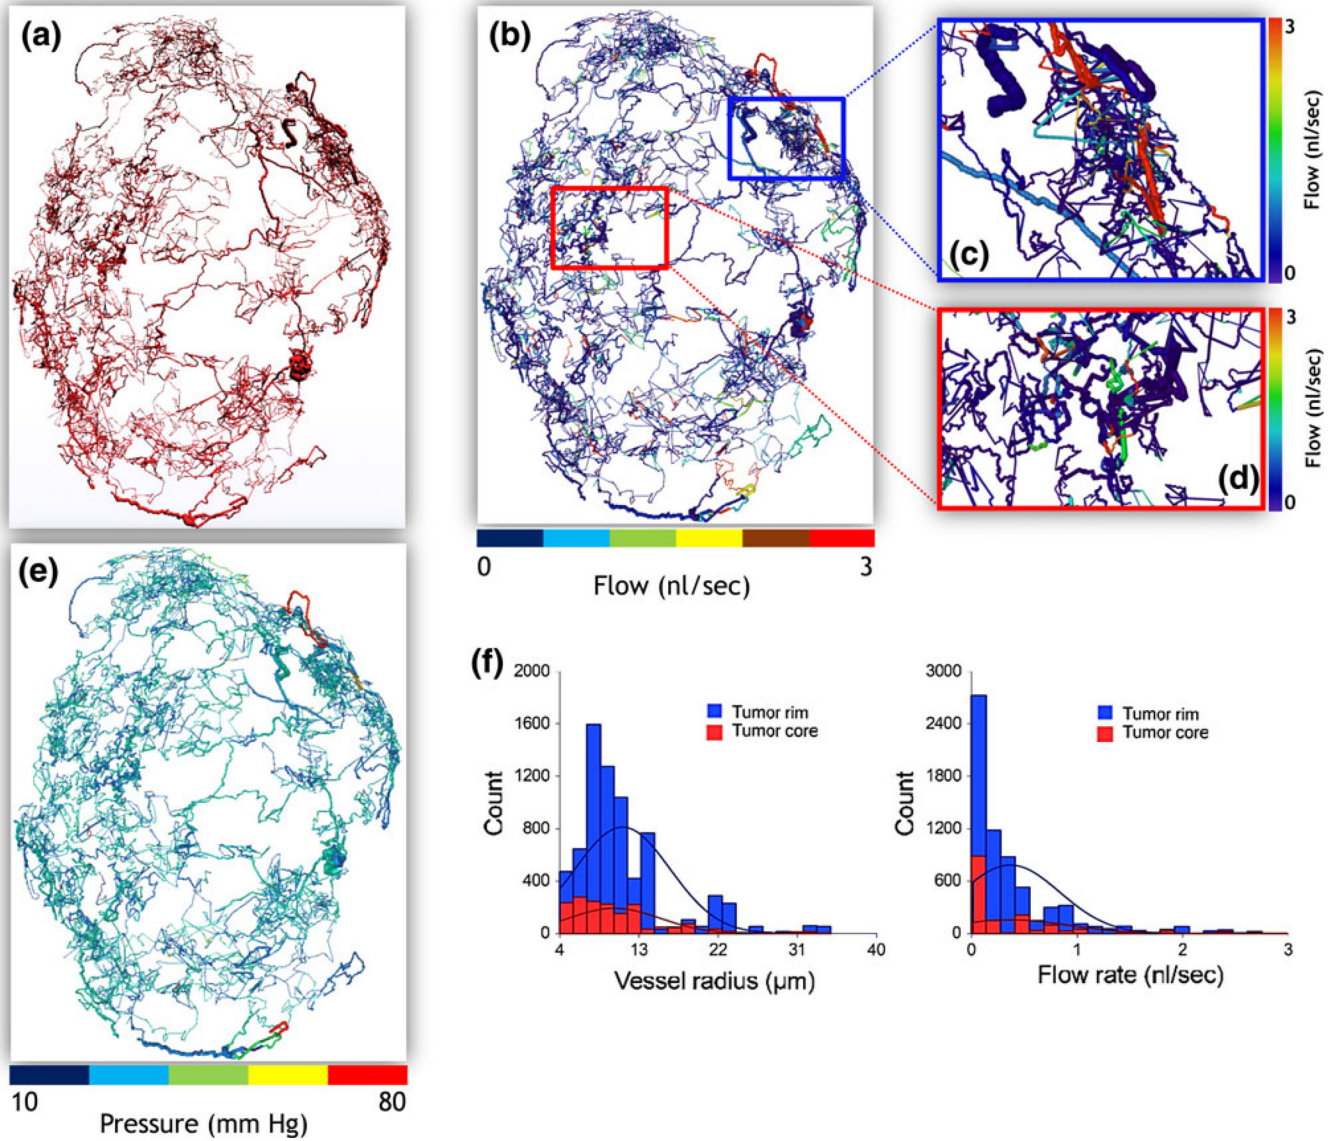 (a)
(b)
(c)
3
Flow (nl/sec)
0
(d)
3
Flow (nl/sec)
0
0 3
Flow (nl/sec)
(e)
10 80
Pressure (mm Hg)
(f)
2000
1600
1200
800
400
0
Count
Tumor rim
Tumor core
4 13 22 31 40
Vessel radius (µm)
3000
2400
1800
1200
600
0
Count
Tumor rim
Tumor core
0 1 2 3
Flow rate (nl/sec)